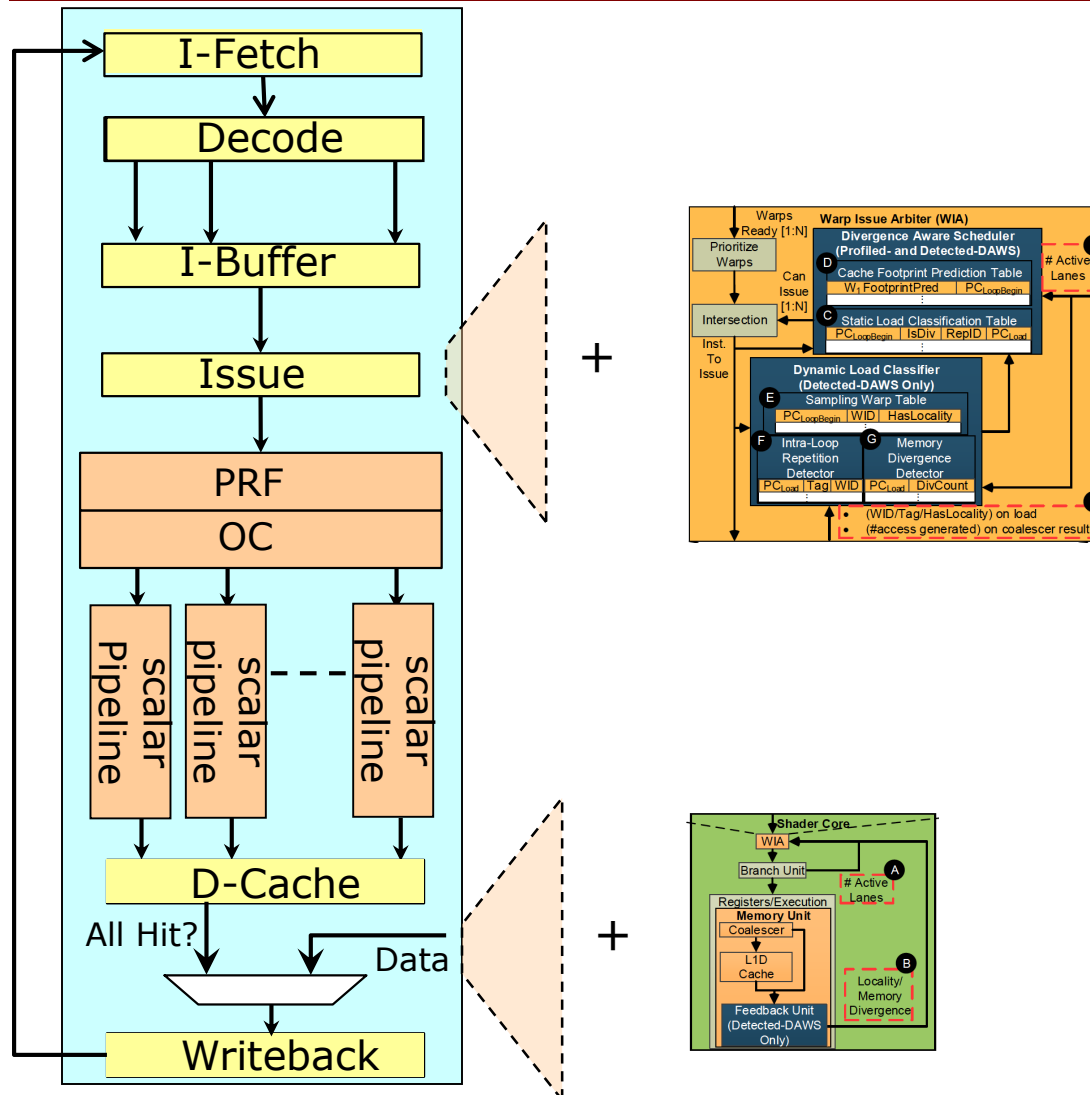 I-Fetch
Decode
I-Buffer
Issue
PRF
OC
scalar
Pipeline
scalar
pipeline
scalar
pipeline
D-Cache
All Hit?
Data
Writeback
+
Warps
Ready [1:N]
Warp Issue Arbiter (WIA)
Prioritize
Warps
Divergence Aware Scheduler
(Profiled- and Detected-DAWS)
# Active
Lanes
D
Cache Footprint Prediction Table
W1 FootprintPred PCLoopBegin
Can
Issue
[1:N]
Intersection
C
Static Load Classification Table
PCLoopBegin IsDiv RepID PCLoad
Inst.
To
Issue
Dynamic Load Classifier
(Detected-DAWS Only)
E
Sampling Warp Table
PCLoopBegin WID HasLocality
F
Intra-Loop
Repetition
Detector
PCLoad Tag WID
G
Memory
Divergence
Detector
PCLoad DivCount
• (WID/Tag/HasLocality) on load
• (#access generated) on coalescer result
+
Shader Core
WIA
Branch Unit
A
# Active
Lanes
Registers/Execution
Memory Unit
Coalescer
L1D
Cache
B
Locality/
Memory
Divergence
Feedback Unit
(Detected-DAWS
Only)